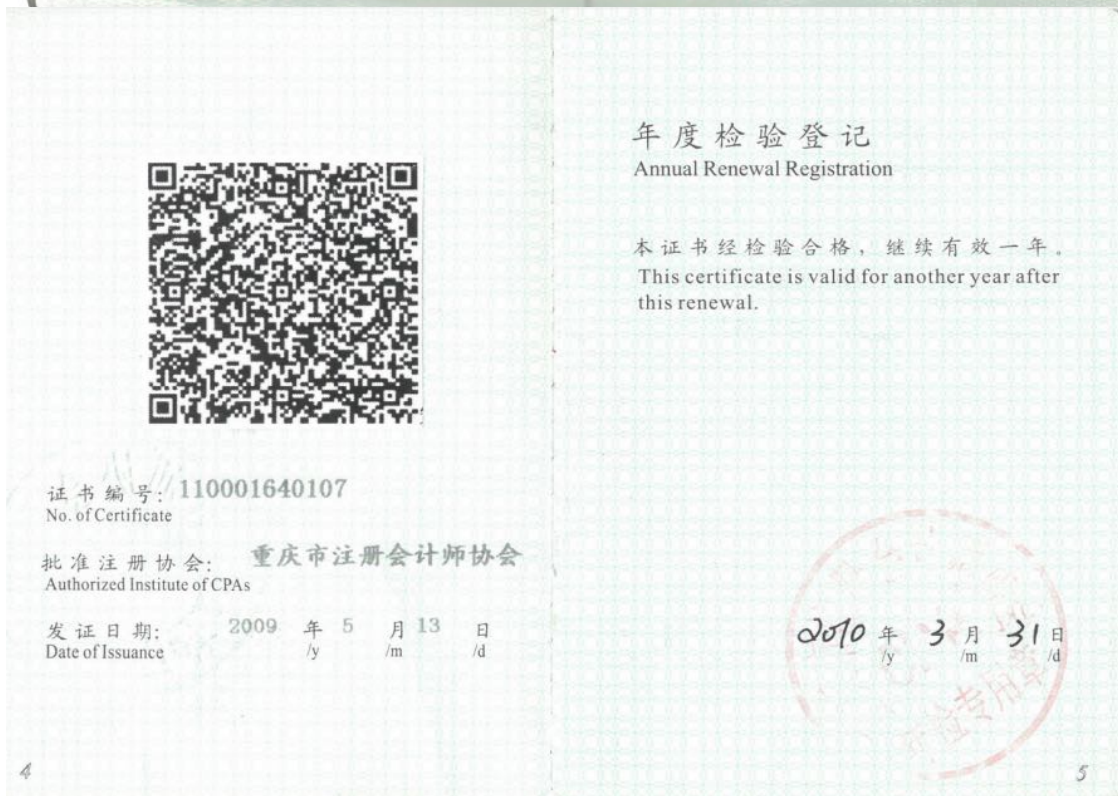 证书编号: 110001640107
No. of Certificate
批准注册协会: 重庆市注册会计师协会
Authorized Institute of CPAs
发证日期: 2009 年 5 月 13 日
Date of Issuance /y /m /d
4
年度检验登记
Annual Renewal Registration
本证书经检验合格，继续有效一年。
This certificate is valid for another year after
this renewal.
2010 年 3 月 31 日
/y /m /d
专用章
5